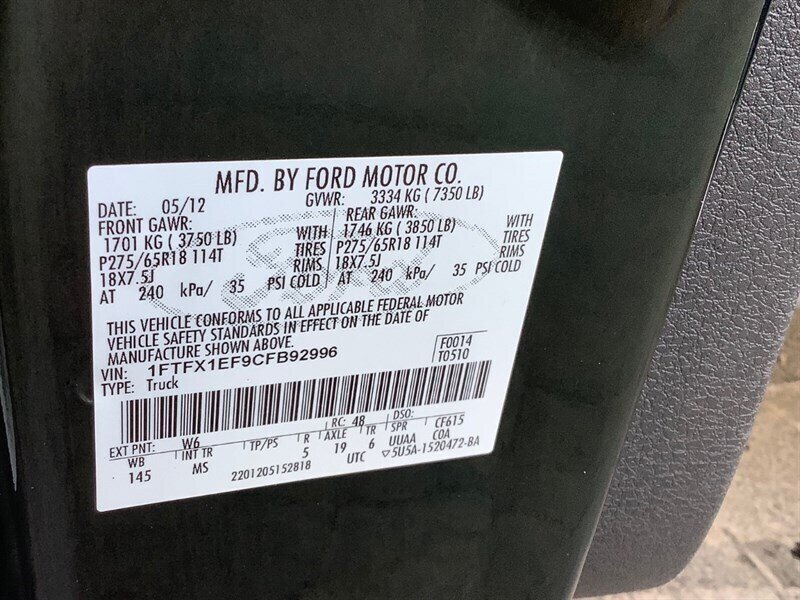 MFD. BY FORD MOTOR CO.
DATE: 05/12 GVWR: 3334 KG ( 7350 LB)
FRONT GAWR: REAR GAWR:
1701 KG ( 3750 LB) WITH 1746 KG ( 3850 LB) WITH
P275/65R18 114T TIRES P275/65R18 114T TIRES
18X7.5J RIMS 18X7.5J RIMS
AT 240 kPa/ 35 PSI COLD AT 240 kPa/ 35 PSI COLD
Ford
THIS VEHICLE CONFORMS TO ALL APPLICABLE FEDERAL MOTOR
VEHICLE SAFETY STANDARDS IN EFFECT ON THE DATE OF
MANUFACTURE SHOWN ABOVE.
VIN: 1FTFX1EF9CFB92996 F0014
TYPE: Truck T0510
EXT PNT: W6 RC: 48 DSO: CF615
WB INT TR TP/PS R AXLE TR SPR COA
145 MS 5 19 6 UUAA
2201205152818 UTC ▽5U5A-1520472-BA